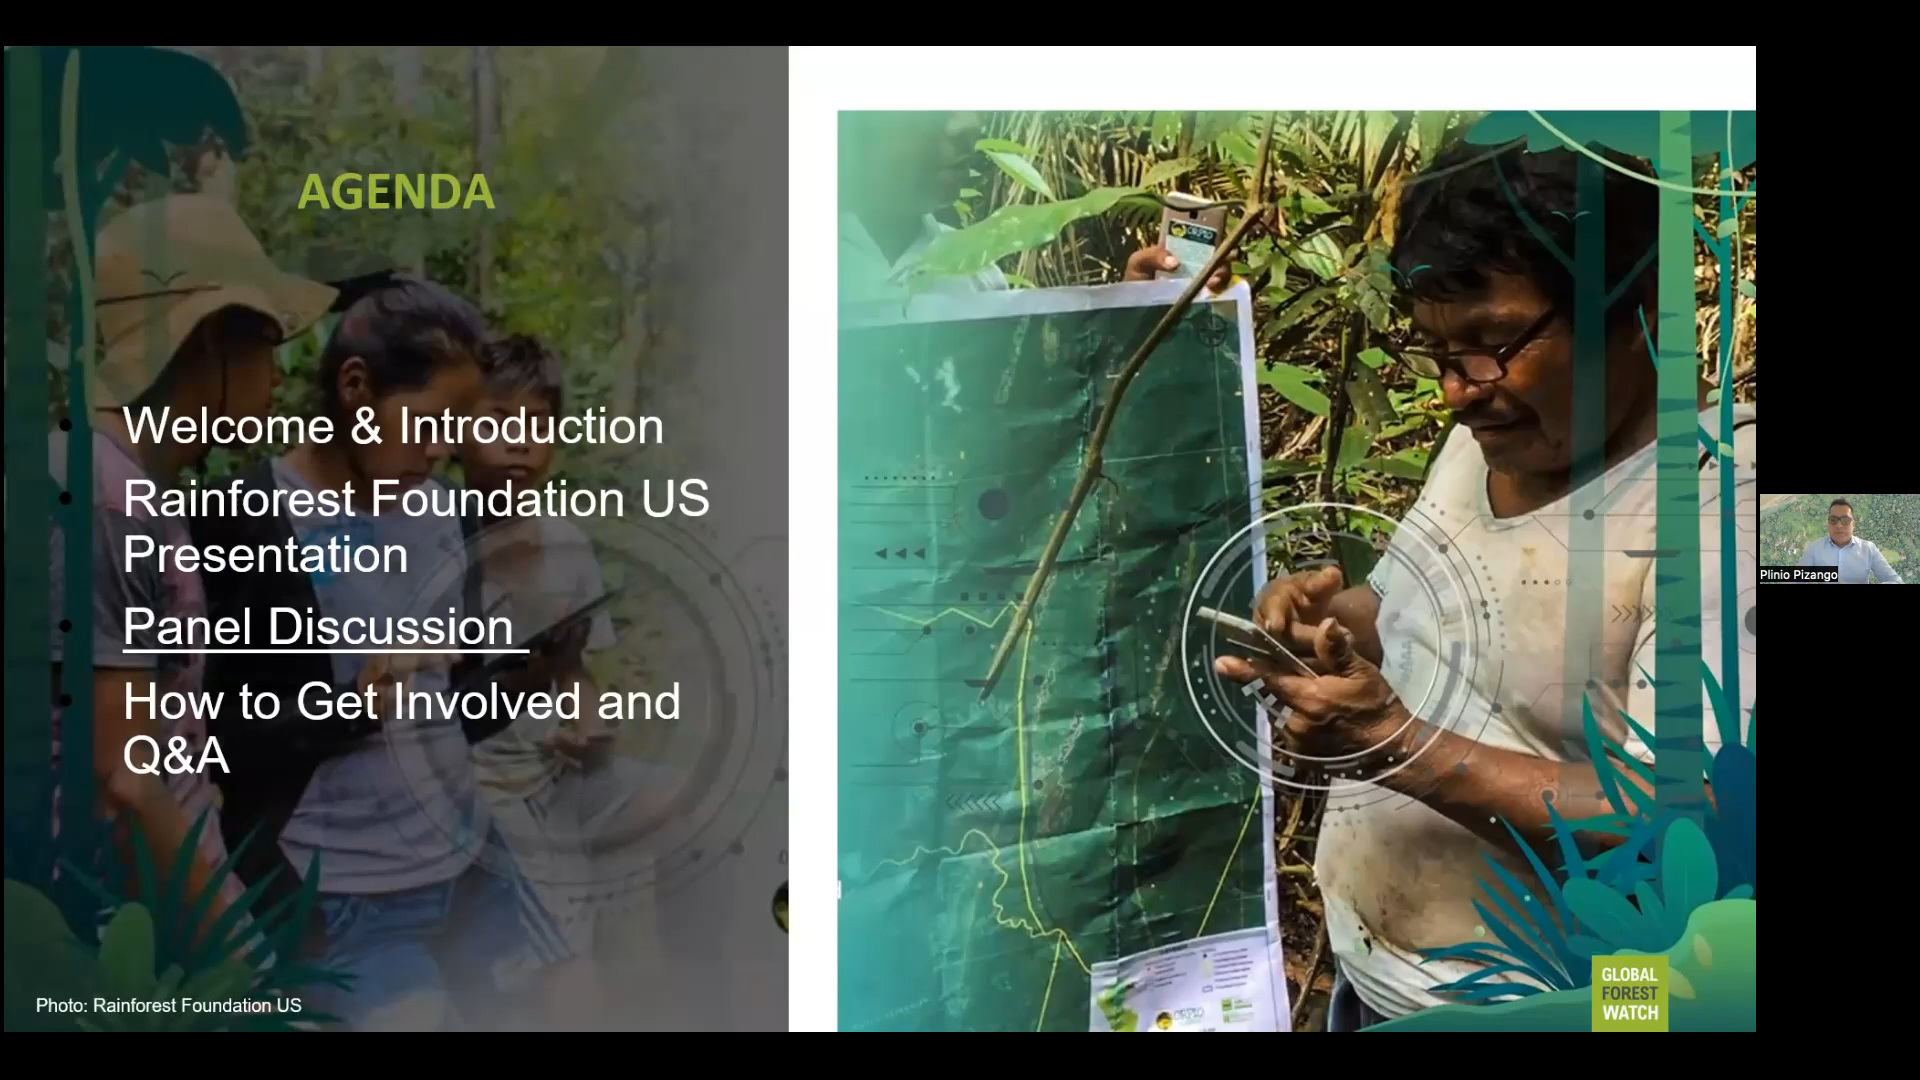 AGENDA
Welcome & Introduction
Rainforest Foundation US
Presentation
Panel Discussion
How to Get Involved and
Q&A
Photo: Rainforest Foundation US
GLOBAL
FOREST
WATCH
Plinio Pizango